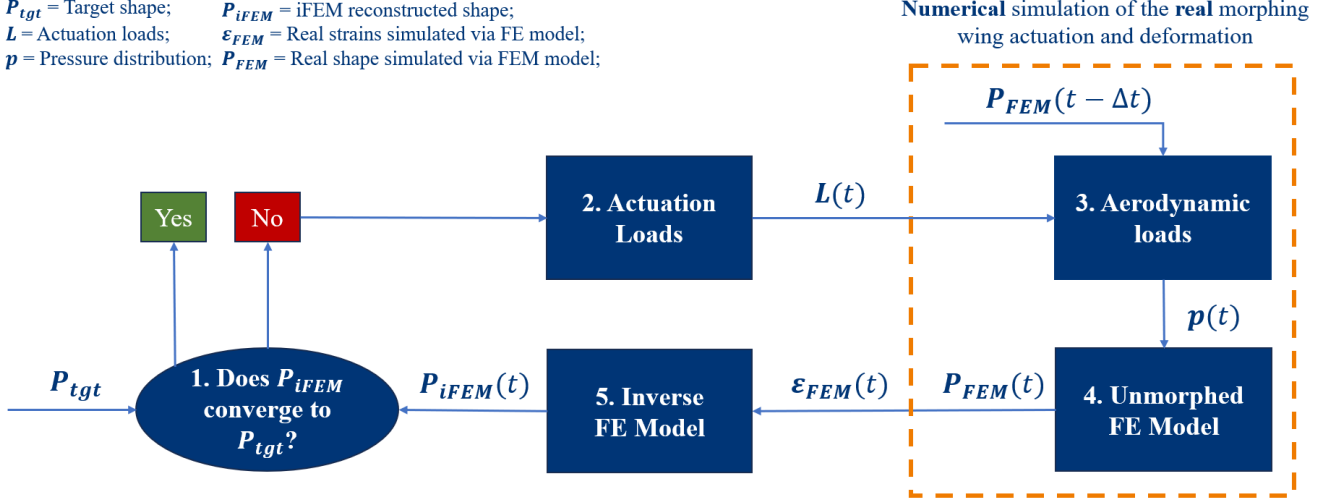 P_tgt = Target shape; P_iFEM = iFEM reconstructed shape;
L = Actuation loads; ε_FEM = Real strains simulated via FE model;
p = Pressure distribution; P_FEM = Real shape simulated via FEM model;
Numerical simulation of the real morphing
wing actuation and deformation
P_FEM(t − Δt)
Yes
No
2. Actuation
Loads
L(t)
3. Aerodynamic
loads
p(t)
P_tgt
1. Does P_iFEM
converge to
P_tgt?
P_iFEM(t)
5. Inverse
FE Model
ε_FEM(t)
P_FEM(t)
4. Unmorphed
FE Model